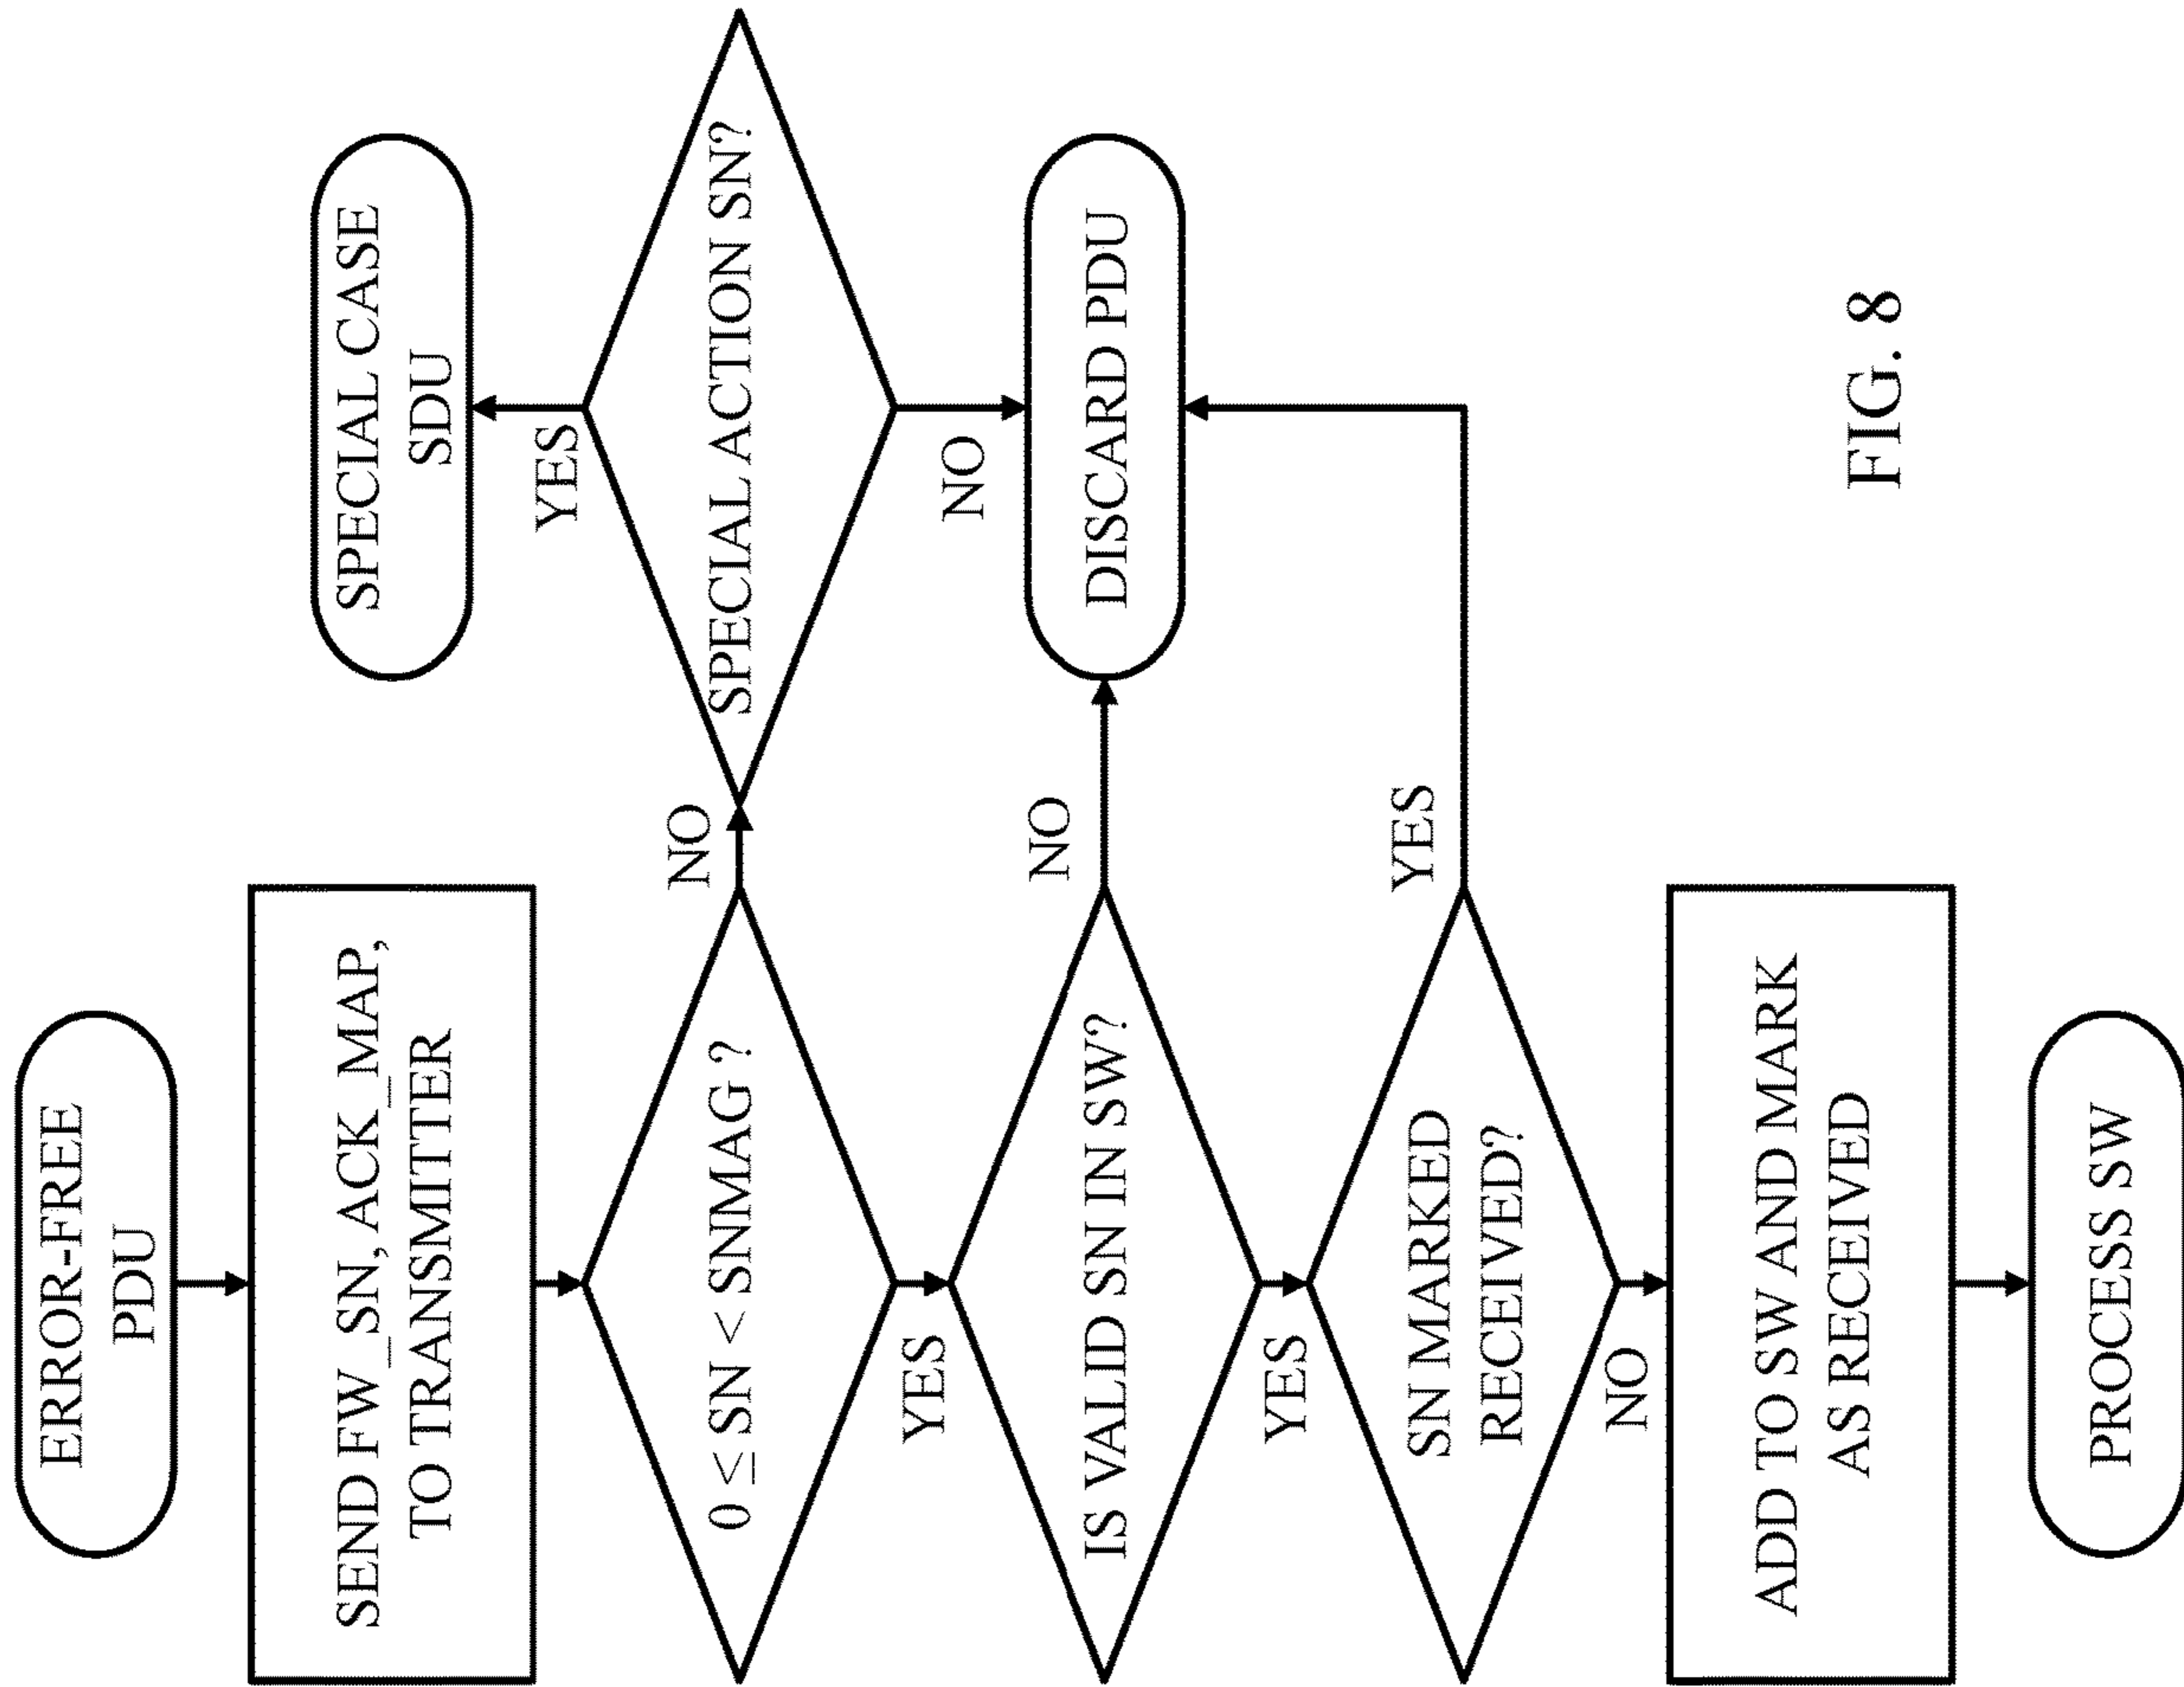 ERROR-FREE
PDU
SEND FW_SN, ACK_MAP,
TO TRANSMITTER
0 ≤ SN < SNMAG ?
NO
SPECIAL ACTION SN?
YES
SPECIAL CASE
SDU
NO
YES
IS VALID SN IN SW?
NO
DISCARD PDU
YES
SN MARKED
RECEIVED?
YES
NO
ADD TO SW AND MARK
AS RECEIVED
PROCESS SW
FIG. 8